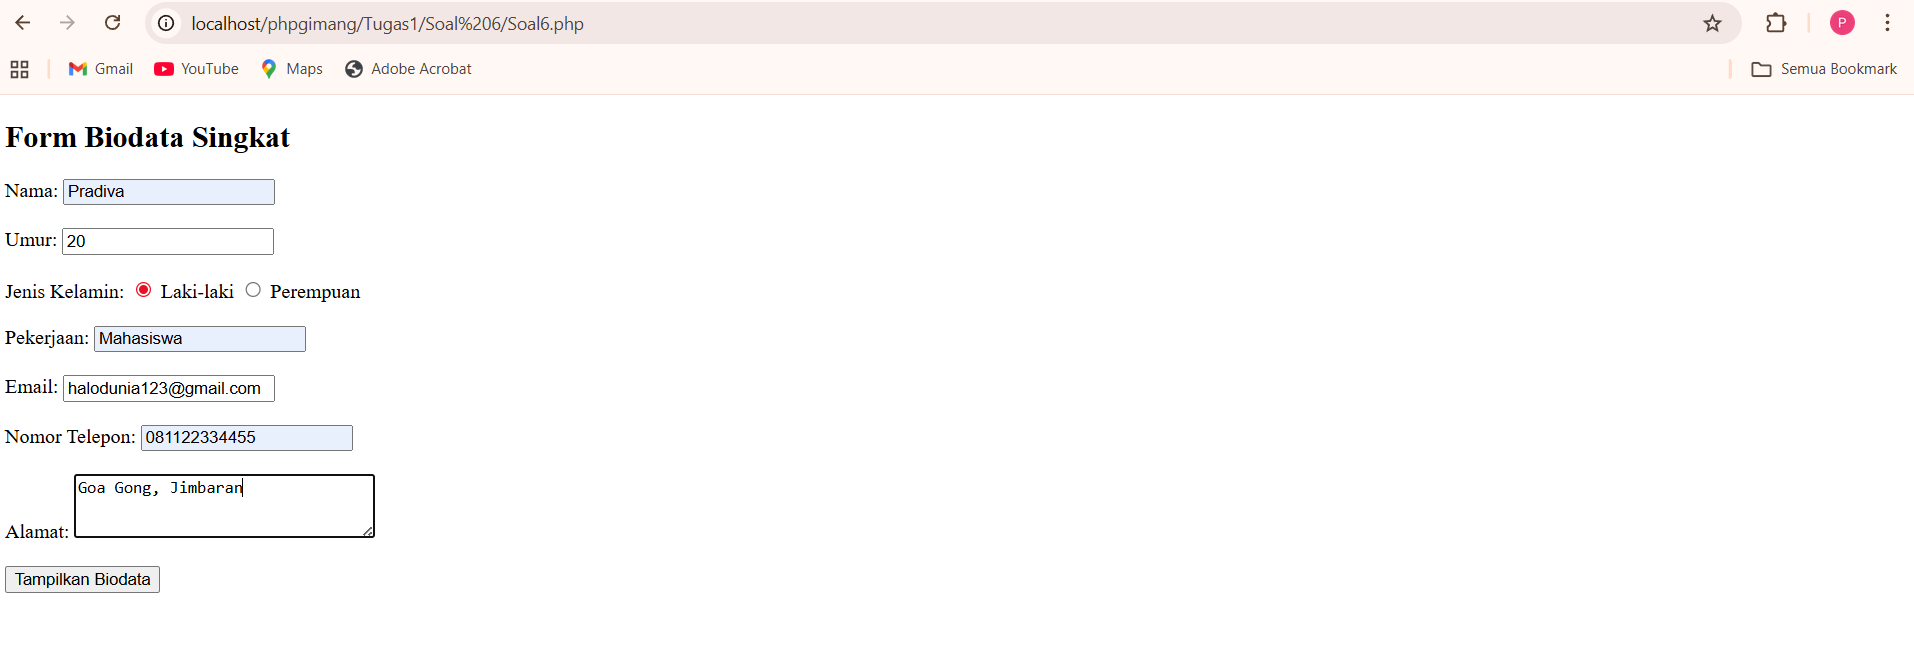 localhost/phpgimang/Tugas1/Soal%206/Soal6.php
P
Gmail YouTube Maps Adobe Acrobat Semua Bookmark
Form Biodata Singkat
Nama: Pradiva
Umur: 20
Jenis Kelamin: Laki-laki Perempuan
Pekerjaan: Mahasiswa
Email: halodunia123@gmail.com
Nomor Telepon: 081122334455
Goa Gong, Jimbaran
Alamat:
Tampilkan Biodata